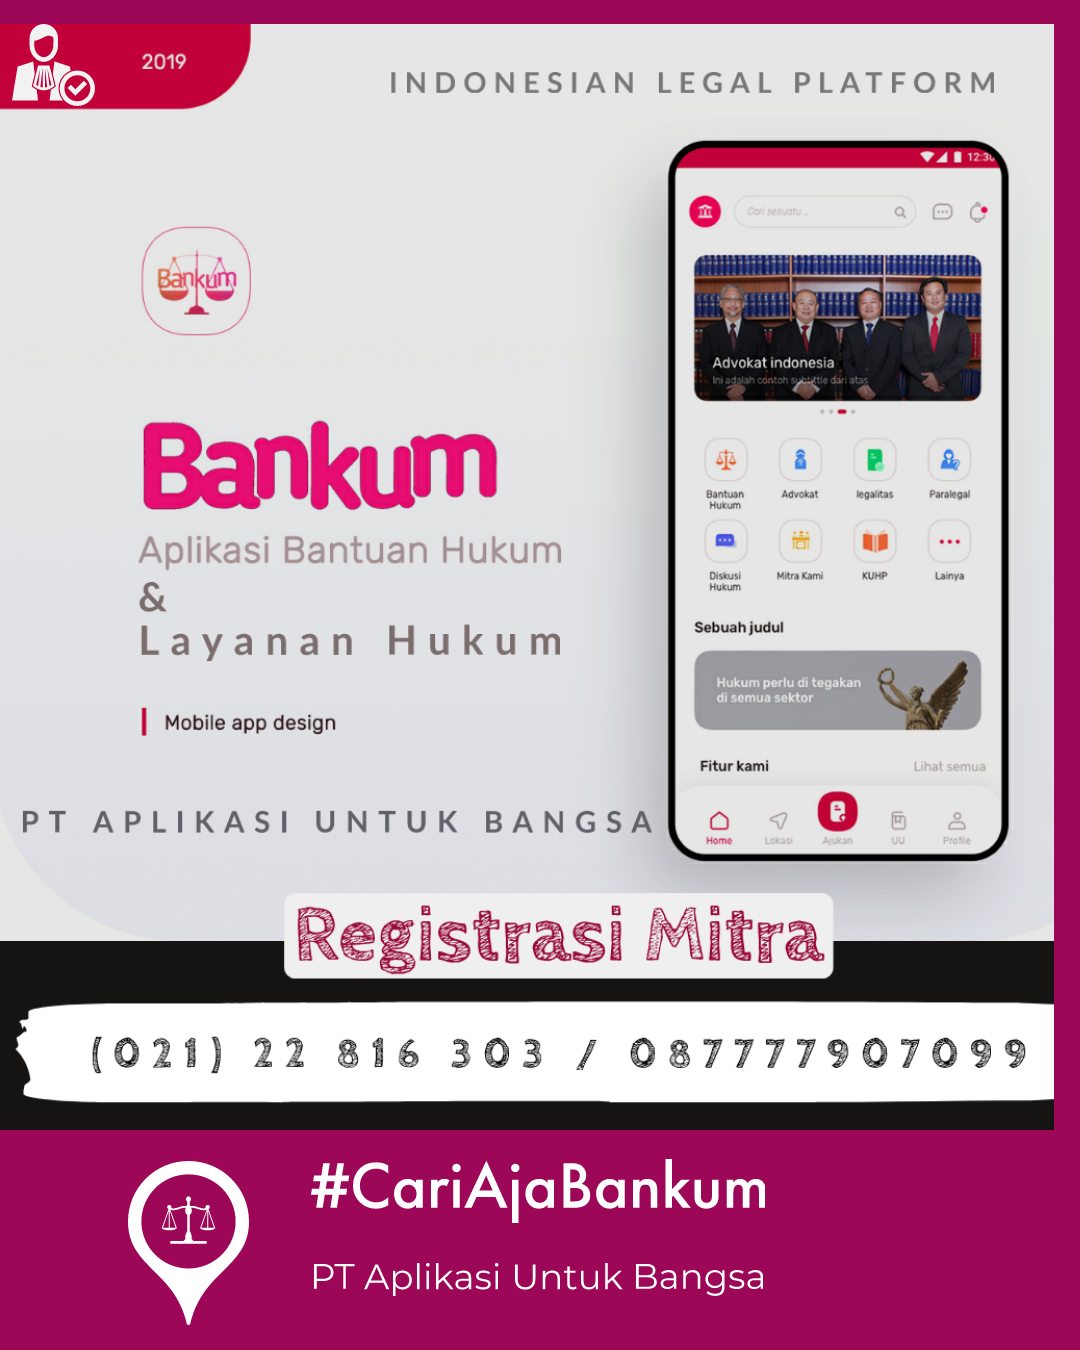 2019
INDONESIAN LEGAL PLATFORM
Bankum
Bankum
Aplikasi Bantuan Hukum
&
Layanan Hukum
Mobile app design
PT APLIKASI UNTUK BANGSA
12:30
Cari sesuatu ...
Advokat indonesia
Ini adalah contoh subtittle dari atas
Bantuan Hukum
Advokat
legalitas
Paralegal
Diskusi Hukum
Mitra Kami
KUHP
Lainya
Sebuah judul
Hukum perlu di tegakan
di semua sektor
Fitur kami
Lihat semua
Home
Lokasi
Ajukan
UU
Profile
Registrasi Mitra
(021) 22 816 303 / 087777907099
#CariAjaBankum
PT Aplikasi Untuk Bangsa